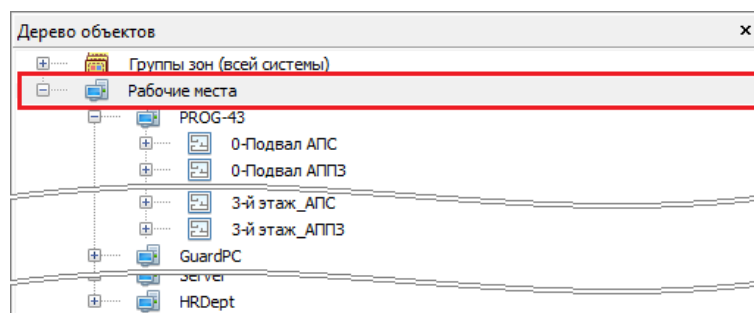 Дерево объектов
Группы зон (всей системы)
Рабочие места
PROG-43
0-Подвал АПС
0-Подвал АППЗ
3-й этаж_АПС
3-й этаж_АППЗ
GuardPC
Server
HRDept